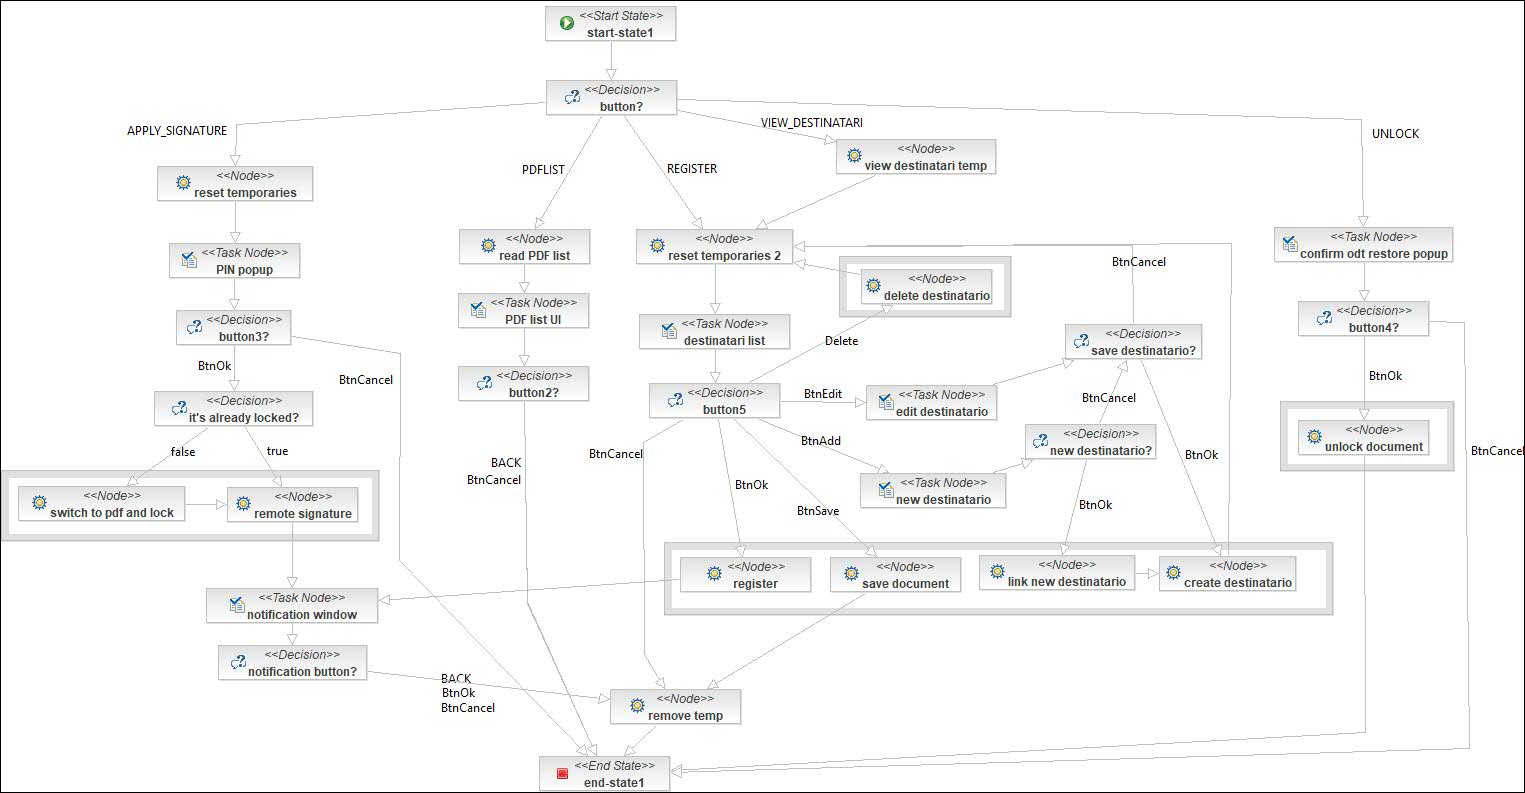 <<Start State>>
start-state1
<<Decision>>
button?
APPLY_SIGNATURE
VIEW_DESTINATARI
UNLOCK
PDFLIST
REGISTER
<<Node>>
view destinatari temp
<<Node>>
reset temporaries
<<Task Node>>
PIN popup
<<Node>>
read PDF list
<<Node>>
reset temporaries 2
<<Task Node>>
confirm odt restore popup
BtnCancel
<<Node>>
delete destinatario
<<Task Node>>
PDF list UI
<<Decision>>
button3?
<<Task Node>>
destinatari list
<<Decision>>
button4?
Delete
<<Decision>>
save destinatario?
BtnOk
BtnCancel
<<Decision>>
button2?
BtnOk
<<Decision>>
button5
BtnEdit
<<Task Node>>
edit destinatario
BtnCancel
<<Decision>>
it's already locked?
<<Decision>>
new destinatario?
<<Node>>
unlock document
false
true
BtnCancel
BtnAdd
BtnOk
BtnCancel
BACK
BtnCancel
BtnOk
<<Task Node>>
new destinatario
<<Node>>
switch to pdf and lock
<<Node>>
remote signature
BtnSave
BtnOk
<<Node>>
register
<<Node>>
save document
<<Node>>
link new destinatario
<<Node>>
create destinatario
<<Task Node>>
notification window
<<Decision>>
notification button?
BACK
BtnOk
BtnCancel
<<Node>>
remove temp
<<End State>>
end-state1